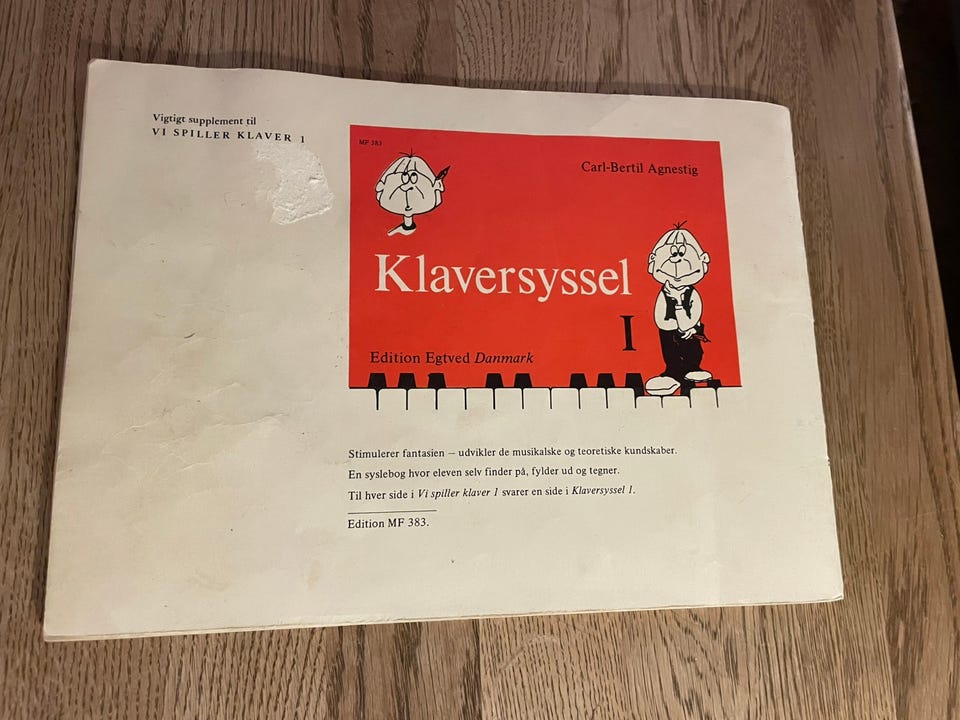 Vigtigt supplement til
VI SPILLER KLAVER 1
MF 383
Carl-Bertil Agnestig
Klaversyssel
I
Edition Egtved Danmark
Stimulerer fantasien – udvikler de musikalske og teoretiske kundskaber.
En syslebog hvor eleven selv finder på, fylder ud og tegner.
Til hver side i Vi spiller klaver 1 svarer en side i Klaversyssel 1.
Edition MF 383.